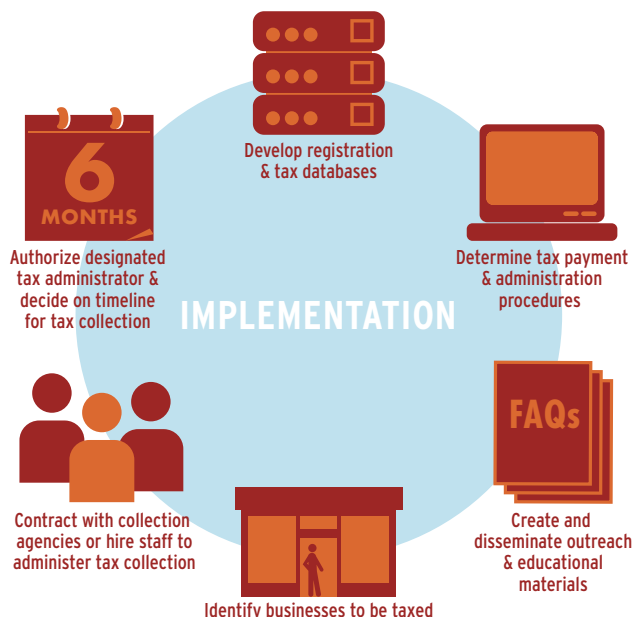 Develop registration
& tax databases
6
MONTHS
Authorize designated
tax administrator &
decide on timeline
for tax collection
Determine tax payment
& administration
procedures
IMPLEMENTATION
FAQs
Create and
disseminate outreach
& educational
materials
Contract with collection
agencies or hire staff to
administer tax collection
Identify businesses to be taxed